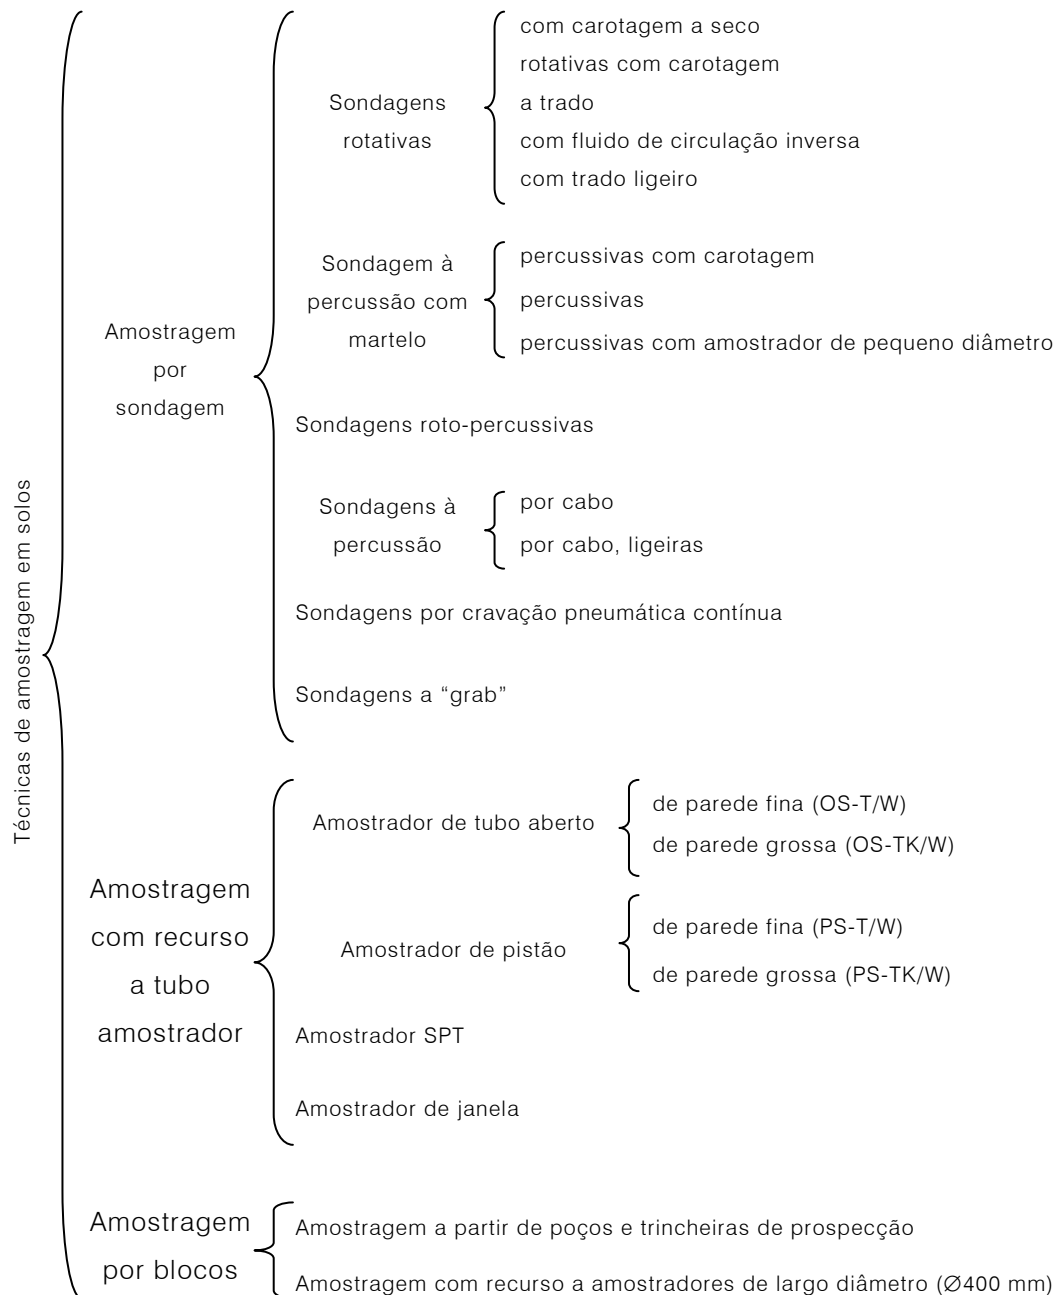 Técnicas de amostragem em solos
Amostragem
por
sondagem
Sondagens
rotativas
com carotagem a seco
rotativas com carotagem
a trado
com fluido de circulação inversa
com trado ligeiro
Sondagem à
percussão com
martelo
percussivas com carotagem
percussivas
percussivas com amostrador de pequeno diâmetro
Sondagens roto-percussivas
Sondagens à
percussão
por cabo
por cabo, ligeiras
Sondagens por cravação pneumática contínua
Sondagens a “grab”
Amostragem
com recurso
a tubo
amostrador
Amostrador de tubo aberto
de parede fina (OS-T/W)
de parede grossa (OS-TK/W)
Amostrador de pistão
de parede fina (PS-T/W)
de parede grossa (PS-TK/W)
Amostrador SPT
Amostrador de janela
Amostragem
por blocos
Amostragem a partir de poços e trincheiras de prospecção
Amostragem com recurso a amostradores de largo diâmetro (Ø400 mm)